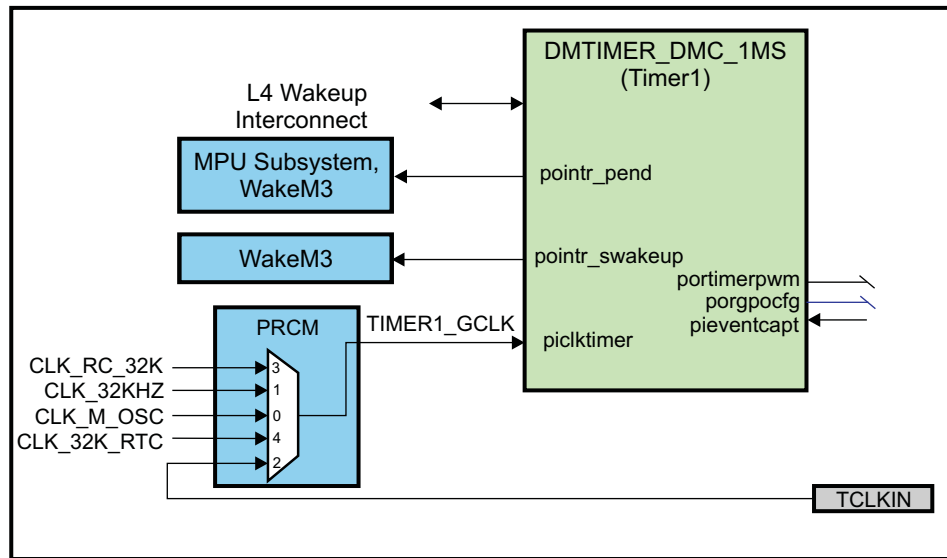 DMTIMER_DMC_1MS
(Timer1)
L4 Wakeup
Interconnect
MPU Subsystem,
WakeM3
pointr_pend
WakeM3
pointr_swakeup
portimerpwm
porgpocfg
pieventcapt
PRCM
TIMER1_GCLK
piclktimer
CLK_RC_32K
3
CLK_32KHZ
1
CLK_M_OSC
0
CLK_32K_RTC
4
2
TCLKIN